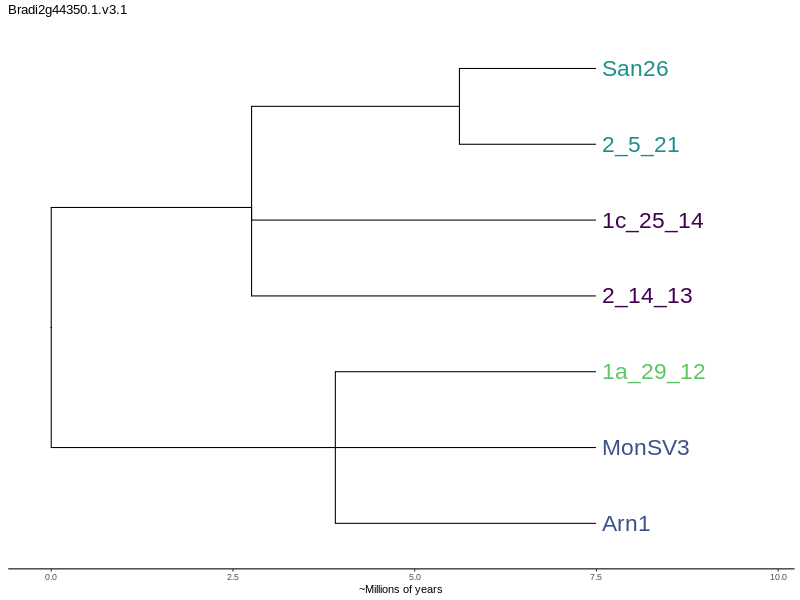 Bradi2g44350.1.v3.1
San26
2_5_21
1c_25_14
2_14_13
1a_29_12
MonSV3
Arn1
0.0 2.5 5.0 7.5 10.0
~Millions of years